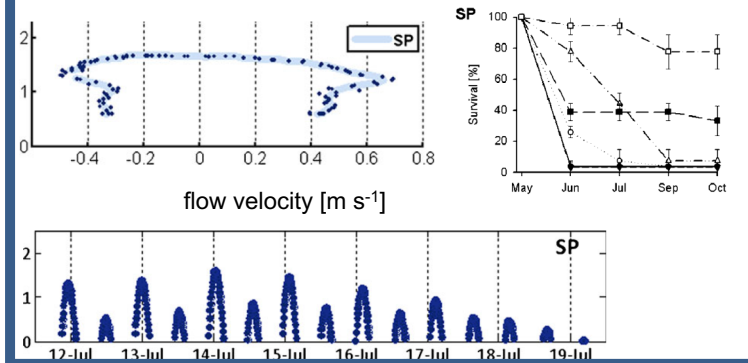 2
1
0
SP
-0.4 -0.2 0 0.2 0.4 0.6 0.8
flow velocity [m s-1]
SP
100
80
60
40
20
0
Survival [%]
May Jun Jul Sep Oct
SP
2
1
0
12-Jul 13-Jul 14-Jul 15-Jul 16-Jul 17-Jul 18-Jul 19-Jul